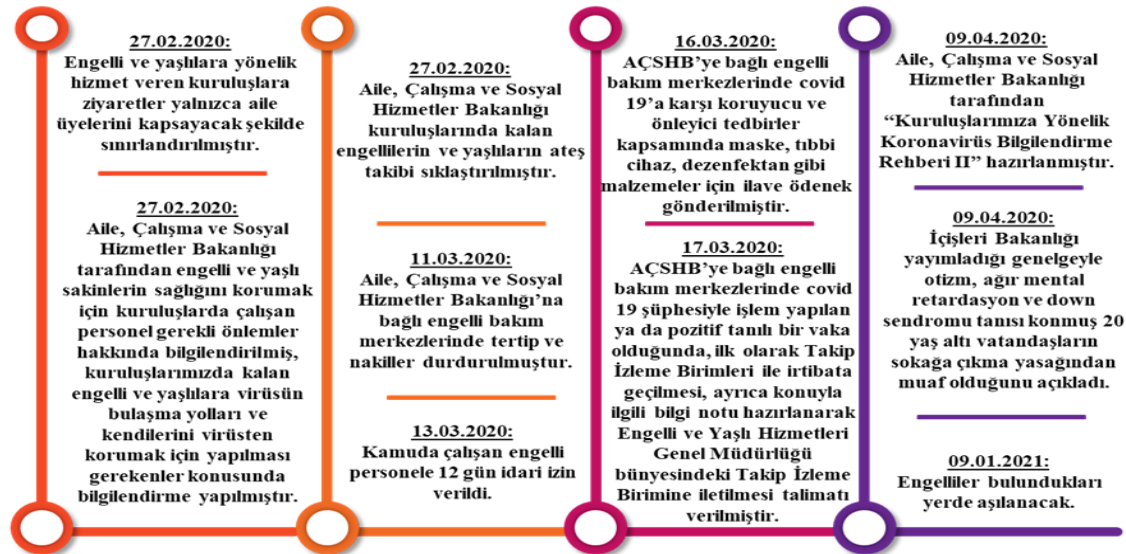 27.02.2020:
Engelli ve yaşlılara yönelik
hizmet veren kuruluşlara
ziyaretler yalnızca aile
üyelerini kapsayacak şekilde
sınırlandırılmıştır.
27.02.2020:
Aile, Çalışma ve Sosyal
Hizmetler Bakanlığı
tarafından engelli ve yaşlı
sakinlerin sağlığını korumak
için kuruluşlarda çalışan
personel gerekli önlemler
hakkında bilgilendirilmiş,
kuruluşlarımızda kalan
engelli ve yaşlılara virüsün
bulaşma yolları ve
kendilerini virüsten
korumak için yapılması
gerekenler konusunda
bilgilendirme yapılmıştır.
27.02.2020:
Aile, Çalışma ve Sosyal
Hizmetler Bakanlığı
kuruluşlarında kalan
engellilerin ve yaşlıların ateş
takibi sıklaştırılmıştır.
11.03.2020:
Aile, Çalışma ve Sosyal
Hizmetler Bakanlığı’na
bağlı engelli bakım
merkezlerinde tertip ve
nakiller durdurulmuştur.
13.03.2020:
Kamuda çalışan engelli
personele 12 gün idari izin
verildi.
16.03.2020:
AÇSHB’ye bağlı engelli
bakım merkezlerinde covid
19’a karşı koruyucu ve
önleyici tedbirler
kapsamında maske, tıbbi
cihaz, dezenfektan gibi
malzemeler için ilave ödenek
gönderilmiştir.
17.03.2020:
AÇSHB’ye bağlı engelli
bakım merkezlerinde covid
19 şüphesiyle işlem yapılan
ya da pozitif tanılı bir vaka
olduğunda, ilk olarak Takip
İzleme Birimleri ile irtibata
geçilmesi, ayrıca konuyla
ilgili bilgi notu hazırlanarak
Engelli ve Yaşlı Hizmetleri
Genel Müdürlüğü
bünyesindeki Takip İzleme
Birimine iletilmesi talimatı
verilmiştir.
09.04.2020:
Aile, Çalışma ve Sosyal
Hizmetler Bakanlığı
tarafından
“Kuruluşlarımıza Yönelik
Koronavirüs Bilgilendirme
Rehberi II” hazırlanmıştır.
09.04.2020:
İçişleri Bakanlığı
yayımladığı genelgeyle
otizm, ağır mental
retardasyon ve down
sendromu tanısı konmuş 20
yaş altı vatandaşların
sokağa çıkma yasağından
muaf olduğunu açıkladı.
09.01.2021:
Engelliler bulundukları
yerde aşılanacak.